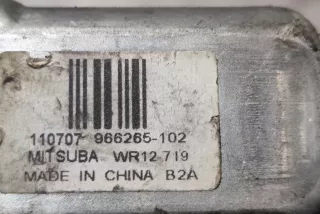 110707 966265-102
MITSUBA WR12 719
MADE IN CHINA B2A